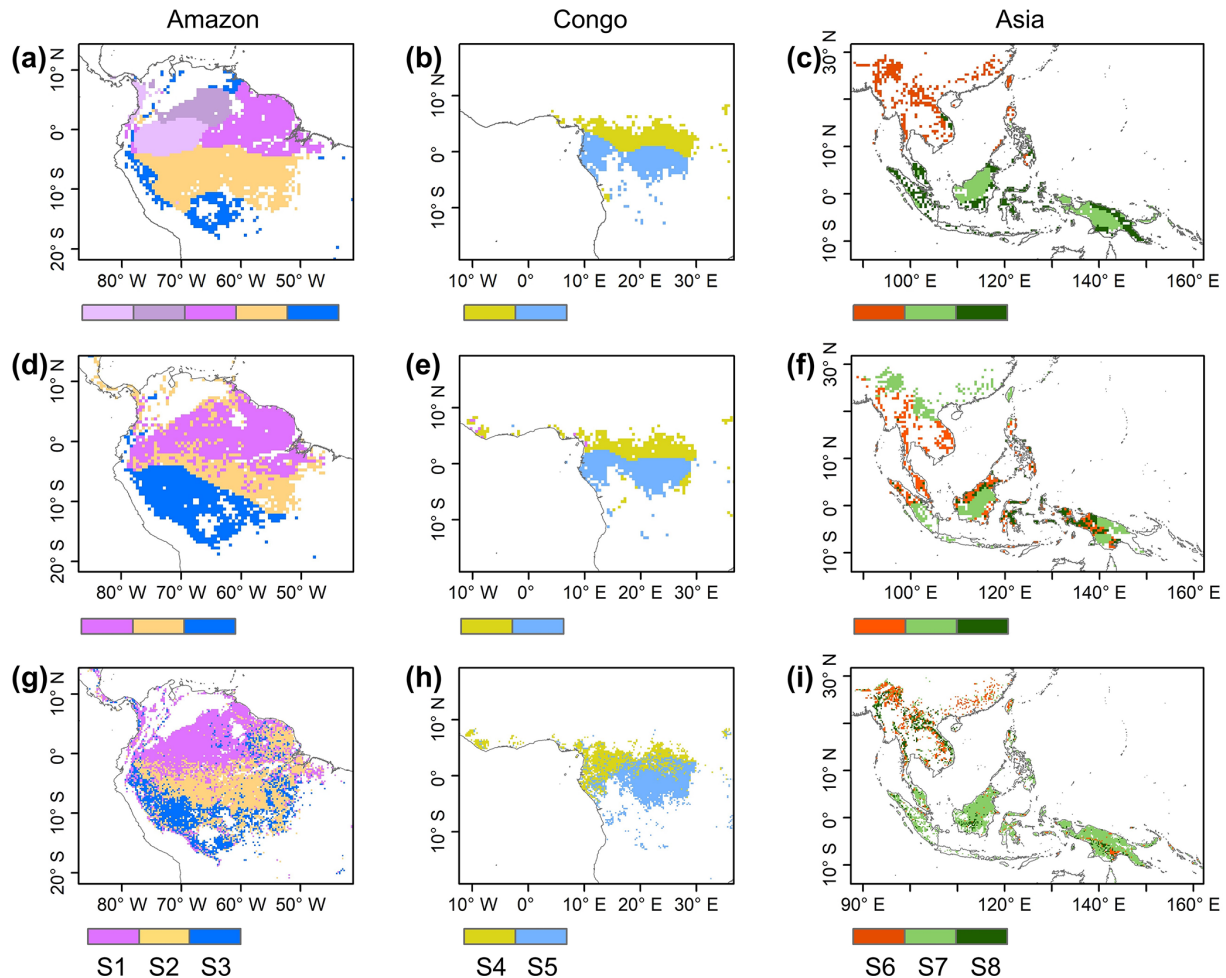 Amazon Congo Asia
(a) (b) (c)
10° N
0°
10° S
20° S
10° N
0°
10° S
30° N
10° N
0°
10° S
80° W 70° W 60° W 50° W
10° W 0° 10° E 20° E 30° E
100° E 120° E 140° E 160° E
(d) (e) (f)
10° N
0°
10° S
20° S
10° N
0°
10° S
30° N
10° N
0°
10° S
80° W 70° W 60° W 50° W
10° W 0° 10° E 20° E 30° E
100° E 120° E 140° E 160° E
(g) (h) (i)
10° N
0°
10° S
20° S
10° N
0°
10° S
30° N
10° N
0°
10° S
80° W 70° W 60° W 50° W
10° W 0° 10° E 20° E 30° E
90° E 120° E 140° E 160° E
S1 S2 S3 S4 S5 S6 S7 S8